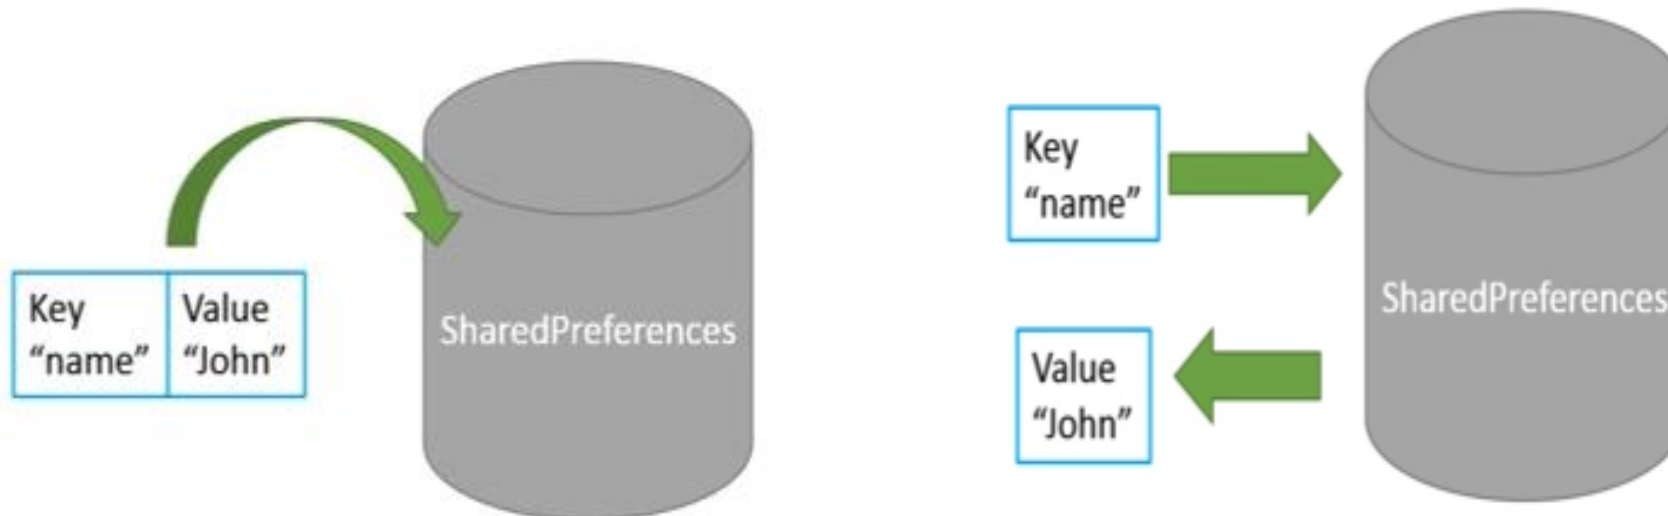 Key
“name”
Value
“John”
SharedPreferences
Key
“name”
Value
“John”
SharedPreferences